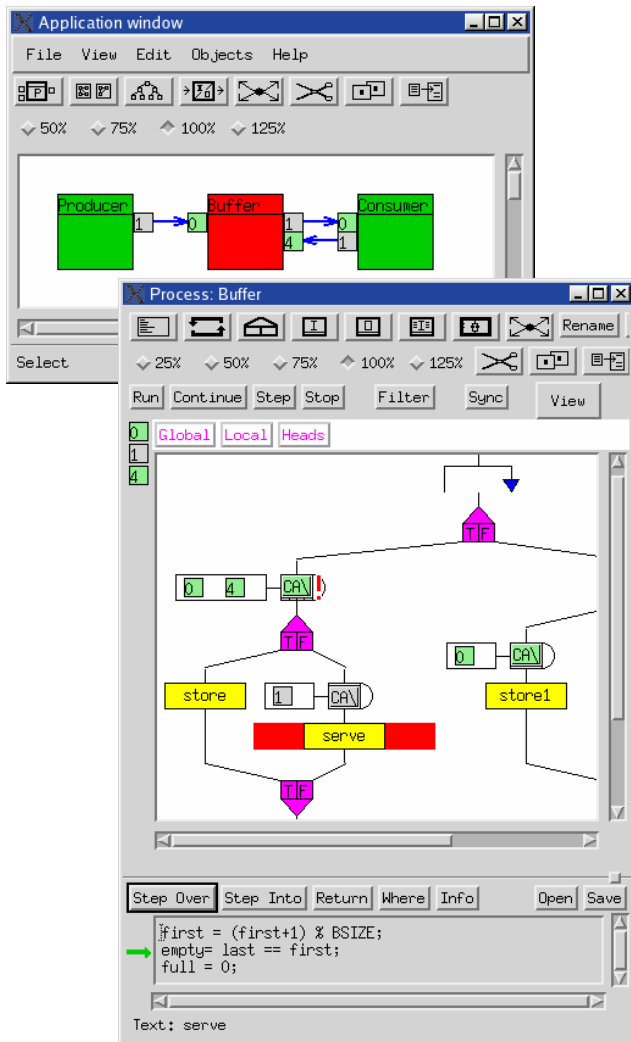 Application window
File View Edit Objects Help
P
50% 75% 100% 125%
Producer Buffer Consumer
1 0 1 0
4 1
Process: Buffer
Rename
25% 50% 75% 100% 125%
Select
Run Continue Step Stop Filter Sync View
0 Global Local Heads
1
4
T F
0 4 CA\ !
T F
0 CA\
store 1 CA\ store1
serve
T F
Step Over Step Into Return Where Info Open Save
first = (first+1) % BSIZE;
empty= last == first;
full = 0;
Text: serve